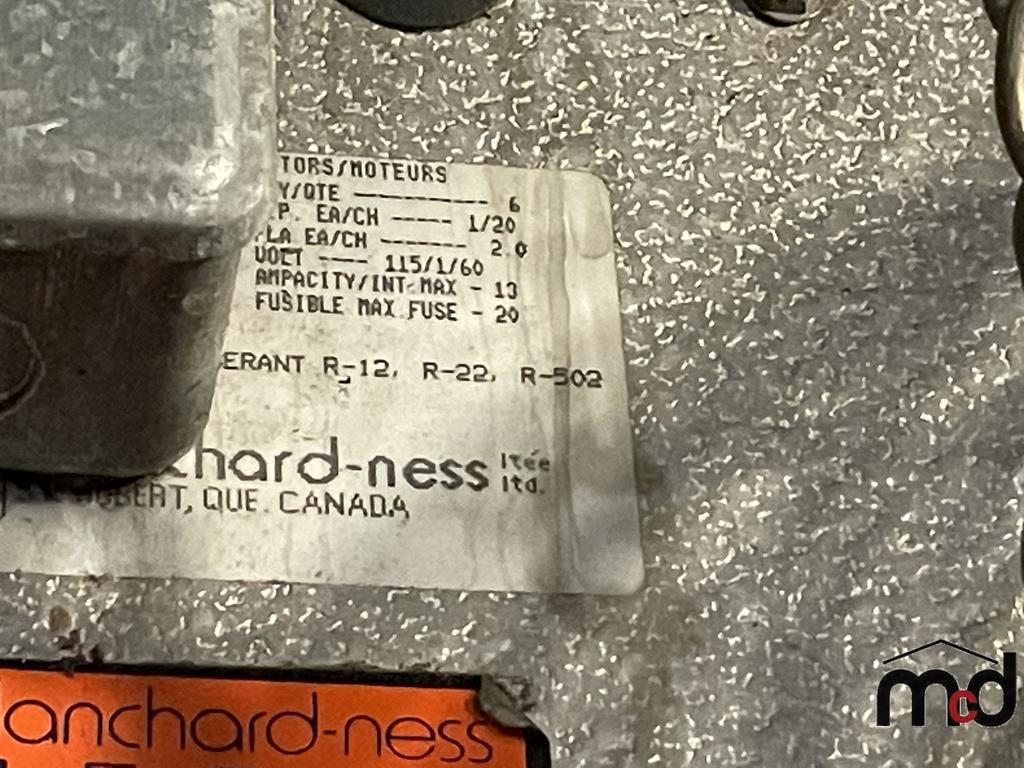 TORS/MOTEURS
Y/QTE ---------- 6
.P. EA/CH ----- 1/20
LA EA/CH ------- 2.0
VOLT ---- 115/1/60
AMPACITY/INT-MAX - 13
FUSIBLE MAX FUSE - 20
ERANT R-12, R-22, R-502
chard-ness ltée ltd.
UBERT, QUE. CANADA
anchard-ness
mcd